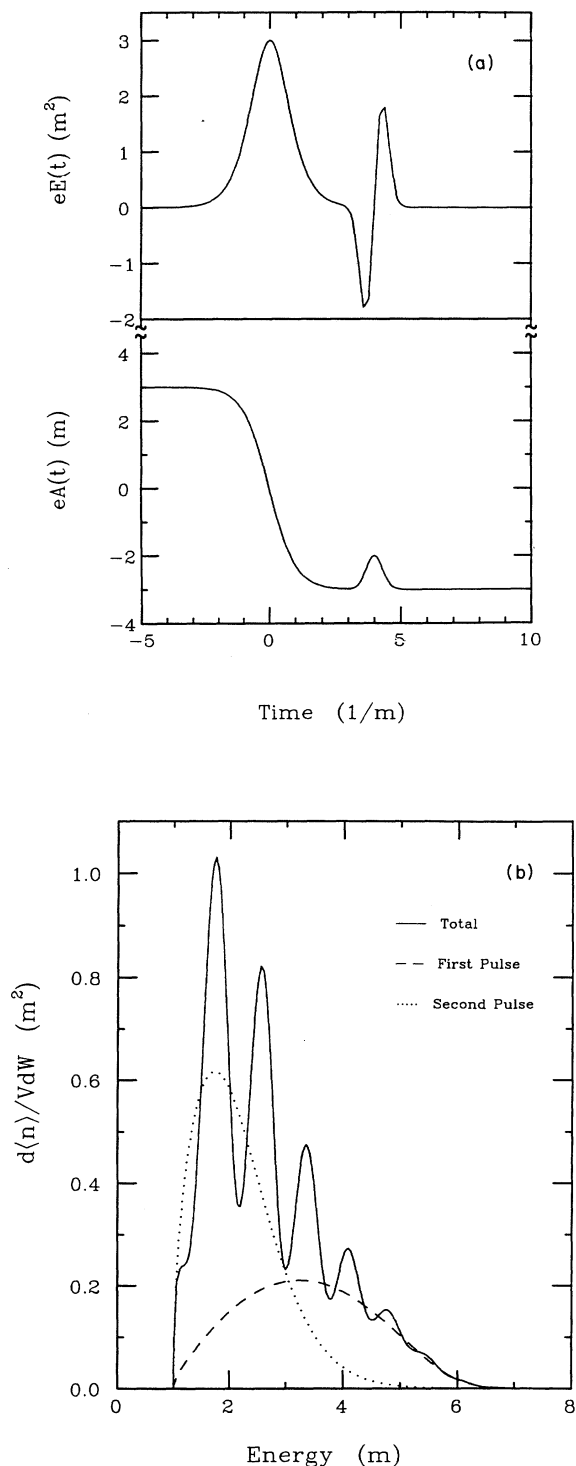 (a)
3
2
1
0
-1
-2
eE(t) (m²)
4
2
0
-2
-4
eA(t) (m)
-5 0 5 10
Time (1/m)
(b)
1.0
0.8
0.6
0.4
0.2
0.0
d⟨n⟩/VdW (m²)
Total
First Pulse
Second Pulse
0 2 4 6 8
Energy (m)